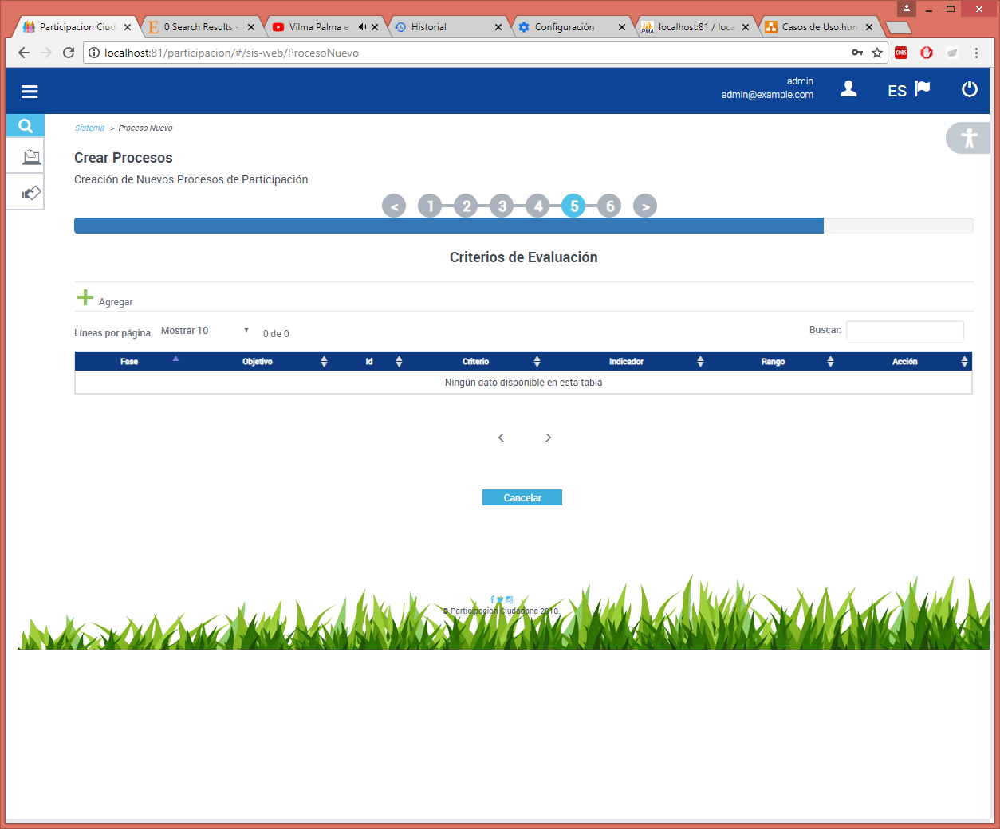 Participacion Ciud
0 Search Results -
Vilma Palma e
Historial
Configuración
localhost:81 / loca
Casos de Uso.htm
localhost:81/participacion/#/sis-web/ProcesoNuevo
CORS
PMA
admin
admin@example.com
ES
Sistema > Proceso Nuevo
Crear Procesos
Creación de Nuevos Procesos de Participación
< 1 2 3 4 5 6 >
Criterios de Evaluación
Agregar
Líneas por página Mostrar 10 0 de 0
Buscar:
Fase Objetivo Id Criterio Indicador Rango Acción
Ningún dato disponible en esta tabla
< >
Cancelar
© Participacion Ciudadana 2018.